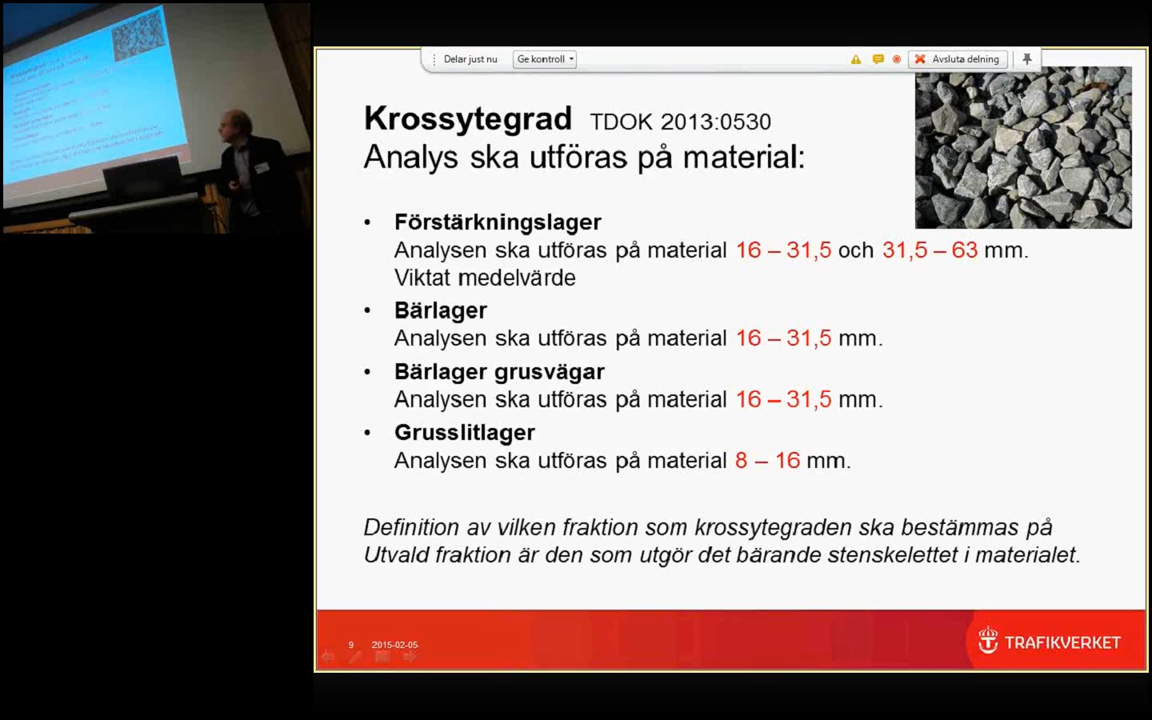 Delar just nu
Ge kontroll
Avsluta delning
Krossytegrad TDOK 2013:0530
Analys ska utföras på material:
• Förstärkningslager
Analysen ska utföras på material 16 – 31,5 och 31,5 – 63 mm.
Viktat medelvärde
• Bärlager
Analysen ska utföras på material 16 – 31,5 mm.
• Bärlager grusvägar
Analysen ska utföras på material 16 – 31,5 mm.
• Grusslitlager
Analysen ska utföras på material 8 – 16 mm.
Definition av vilken fraktion som krossytegraden ska bestämmas på
Utvald fraktion är den som utgör det bärande stenskelettet i materialet.
9 2015-02-05
TRAFIKVERKET